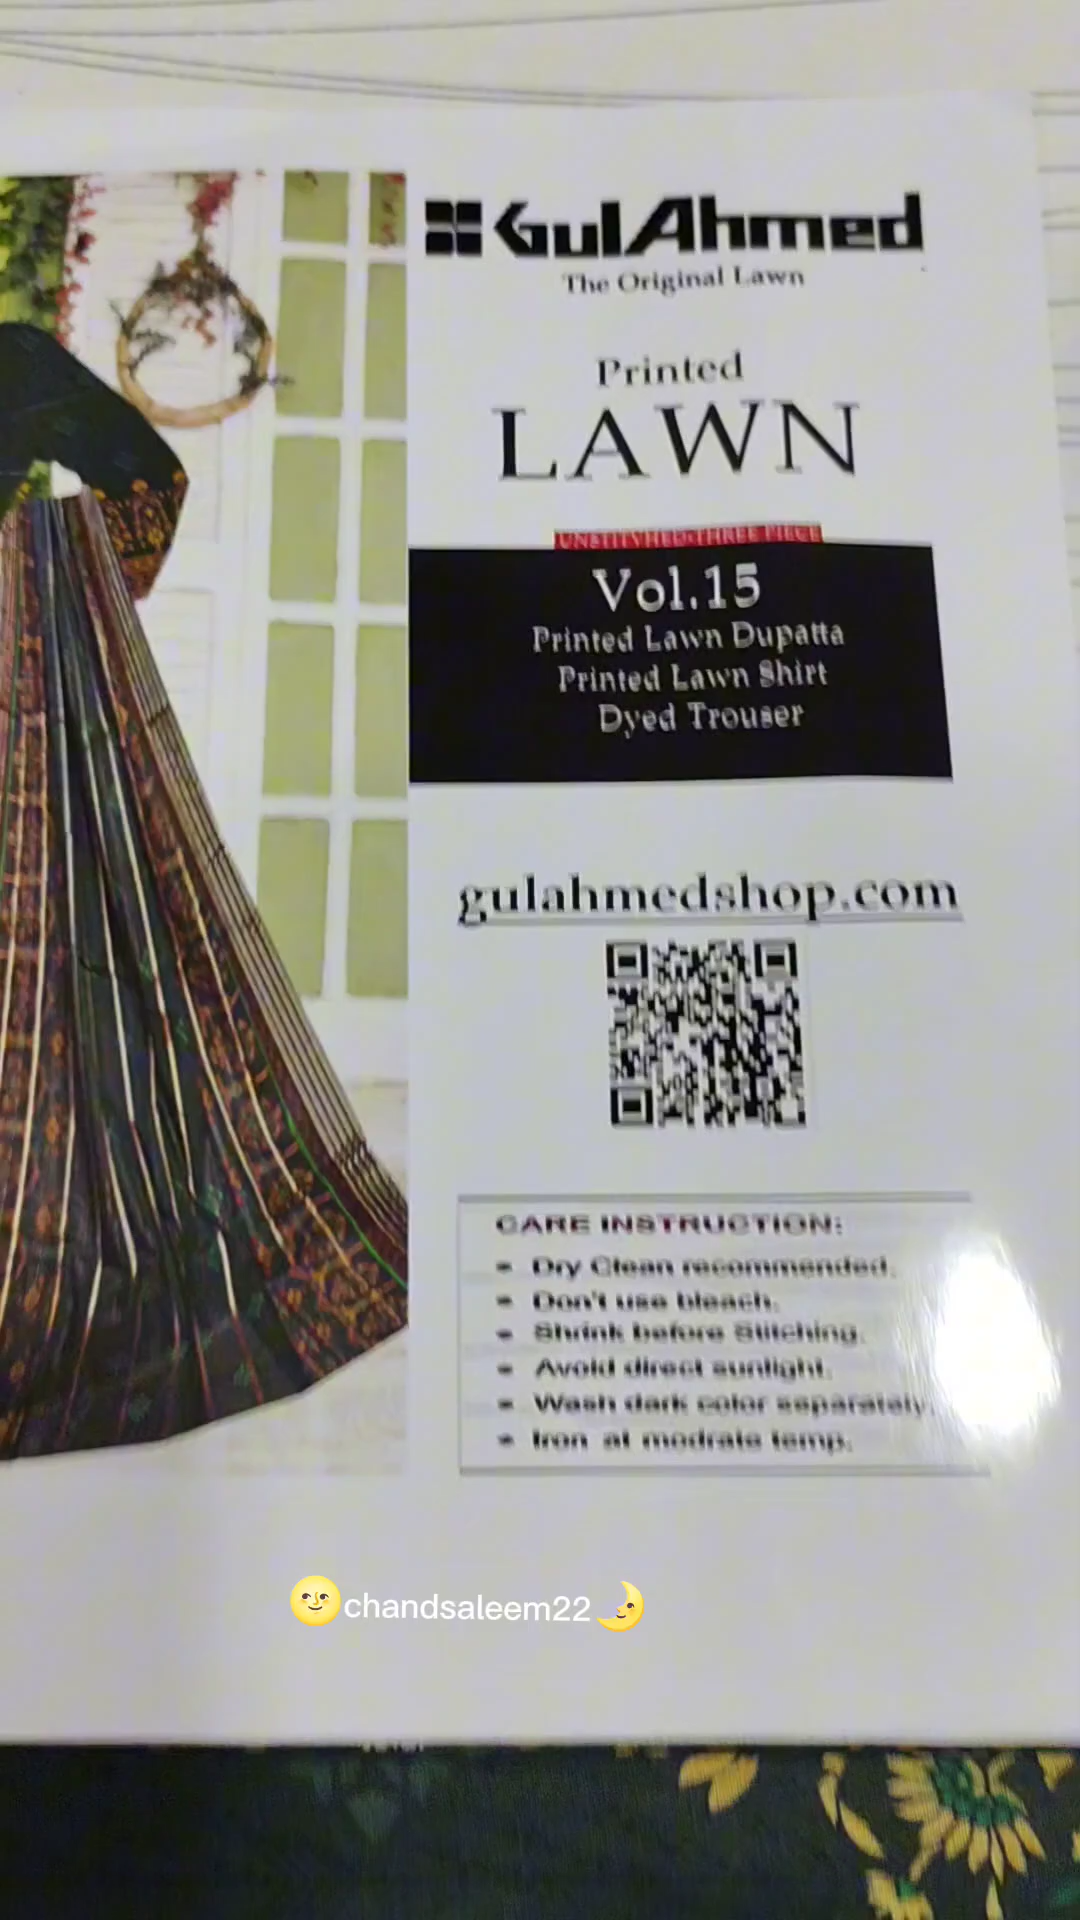 GulAhmed
The Original Lawn
Printed
LAWN
UNSTITVHED THREE PIECE
Vol.15
Printed Lawn Dupatta
Printed Lawn Shirt
Dyed Trouser
gulahmedshop.com
CARE INSTRUCTION:
- Dry Clean recommended.
- Don't use bleach.
- Shrink before Stitching.
- Avoid direct sunlight.
- Wash dark color separately.
- Iron at modrate temp.
🌝chandsaleem22🌛